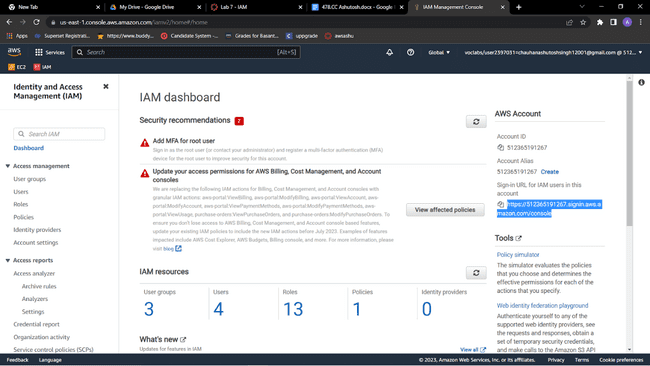 New Tab
My Drive - Google Drive
Lab 7 - IAM
478.CC Ashutosh.docx - Google D
IAM Management Console
us-east-1.console.aws.amazon.com/iamv2/home#/home
Apps
Superset Registrati...
https://www.buddy...
Candidate System -...
Grades for Basant...
upgrade
awsashu
aws
Services
Search
[Alt+S]
Global
voclabs/user2397031=chauhanashutoshsingh12001@gmail.com @ 512...
EC2
IAM
Identity and Access Management (IAM)
Search IAM
Dashboard
Access management
User groups
Users
Roles
Policies
Identity providers
Account settings
Access reports
Access analyzer
Archive rules
Analyzers
Settings
Credential report
Organization activity
Service control policies (SCPs)
IAM dashboard
Security recommendations 2
Add MFA for root user
Sign in as the root user (or contact your administrator) and register a multi-factor authentication (MFA)
device for the root user to improve security for this account.
Update your access permissions for AWS Billing, Cost Management, and Account
consoles
We are replacing the following IAM actions for Billing, Cost Management, and Account consoles with
granular IAM actions: aws-portal:ViewBilling, aws-portal:ModifyBilling, aws-portal:ViewAccount, aws-
portal:ModifyAccount, aws-portal:ViewPaymentMethods, aws-portal:ModifyPaymentMethods, aws-
portal:ViewUsage, purchase-orders:ViewPurchaseOrders, and purchase-orders:ModifyPurchaseOrders. To
ensure you don't lose access to AWS Billing, Cost Management, and Account console features,
update your existing IAM policies to include the new IAM actions before July 2023. Examples of features
impacted include AWS Cost Explorer, AWS Budgets, Billing console, and more. For more information, please
visit blog
View affected policies
IAM resources
User groups
3
Users
4
Roles
13
Policies
1
Identity providers
0
What's new
Updates for features in IAM
View all
AWS Account
Account ID
512365191267
Account Alias
512365191267 Create
Sign-in URL for IAM users in this
account
https://512365191267.signin.aws.a
mazon.com/console
Tools
Policy simulator
The simulator evaluates the policies
that you choose and determines the
effective permissions for each of the
actions that you specify.
Web identity federation playground
Authenticate yourself to any of the
supported web identity providers, see
the requests and responses, obtain a
set of temporary security credentials,
and make calls to the Amazon S3 API
Feedback
Language
© 2023, Amazon Web Services, Inc. or its affiliates.
Privacy
Terms
Cookie preferences